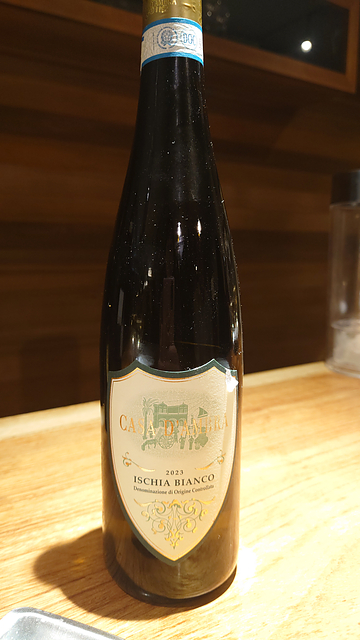 CASA D'AMBRA
2023
ISCHIA BIANCO
Denominazione di Origine Controllata